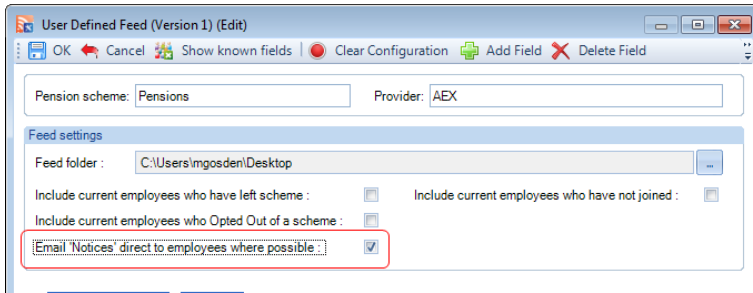 User Defined Feed (Version 1) (Edit)
OK Cancel Show known fields Clear Configuration Add Field Delete Field
Pension scheme: Pensions Provider: AEX
Feed settings
Feed folder : C:\Users\mgosden\Desktop ...
Include current employees who have left scheme : Include current employees who have not joined :
Include current employees who Opted Out of a scheme :
Email 'Notices' direct to employees where possible :